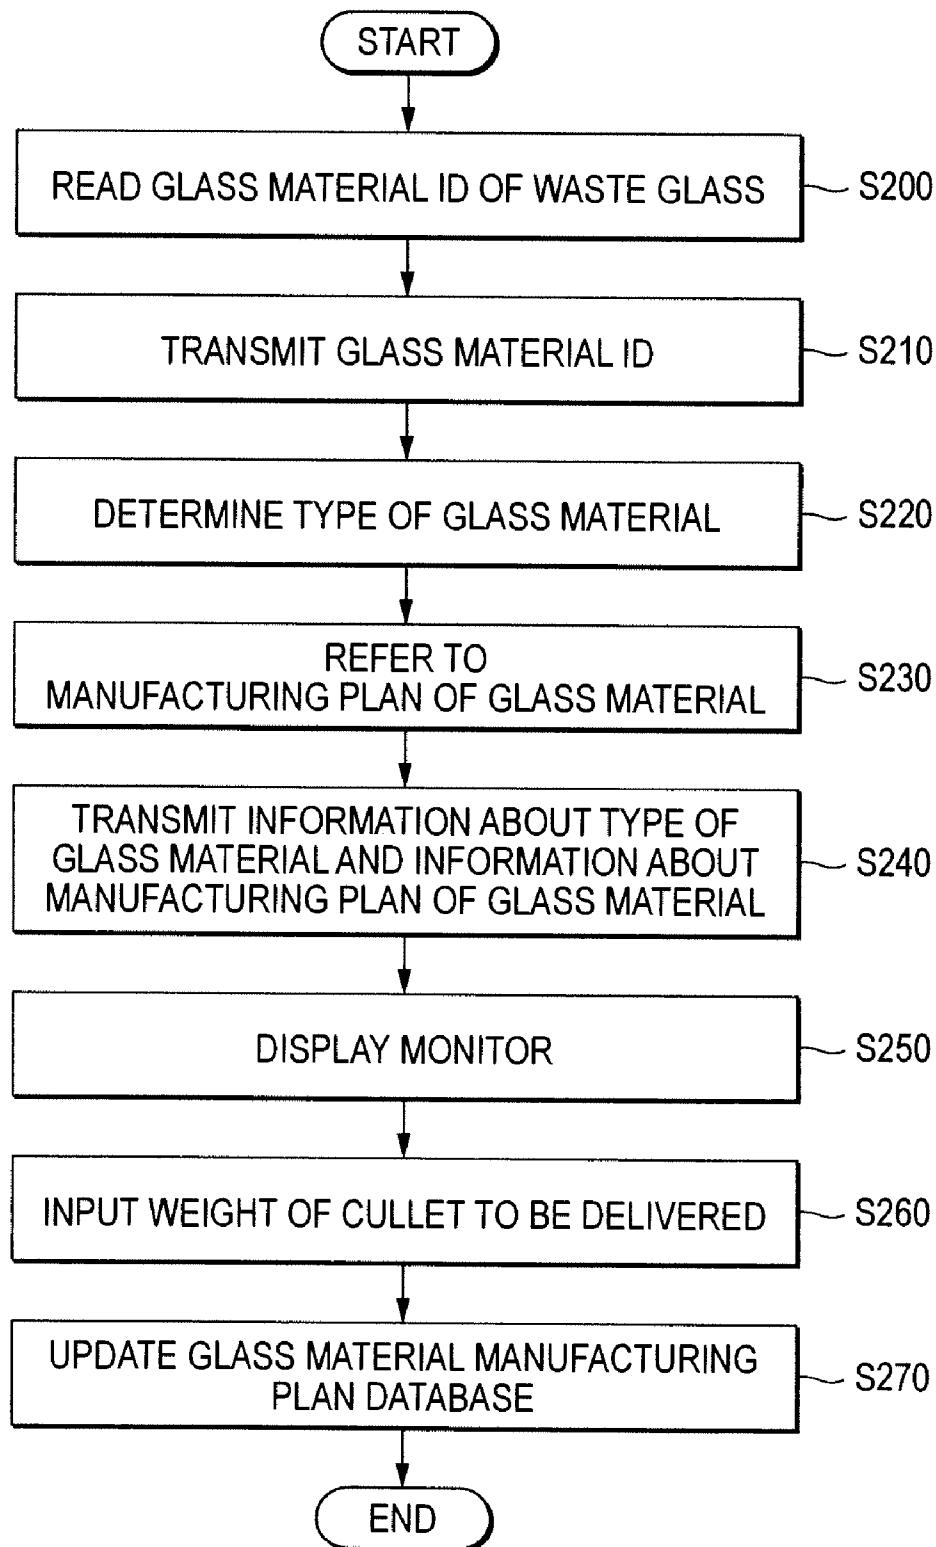 START
READ GLASS MATERIAL ID OF WASTE GLASS
S200
TRANSMIT GLASS MATERIAL ID
S210
DETERMINE TYPE OF GLASS MATERIAL
S220
REFER TO
MANUFACTURING PLAN OF GLASS MATERIAL
S230
TRANSMIT INFORMATION ABOUT TYPE OF
GLASS MATERIAL AND INFORMATION ABOUT
MANUFACTURING PLAN OF GLASS MATERIAL
S240
DISPLAY MONITOR
S250
INPUT WEIGHT OF CULLET TO BE DELIVERED
S260
UPDATE GLASS MATERIAL MANUFACTURING
PLAN DATABASE
S270
END